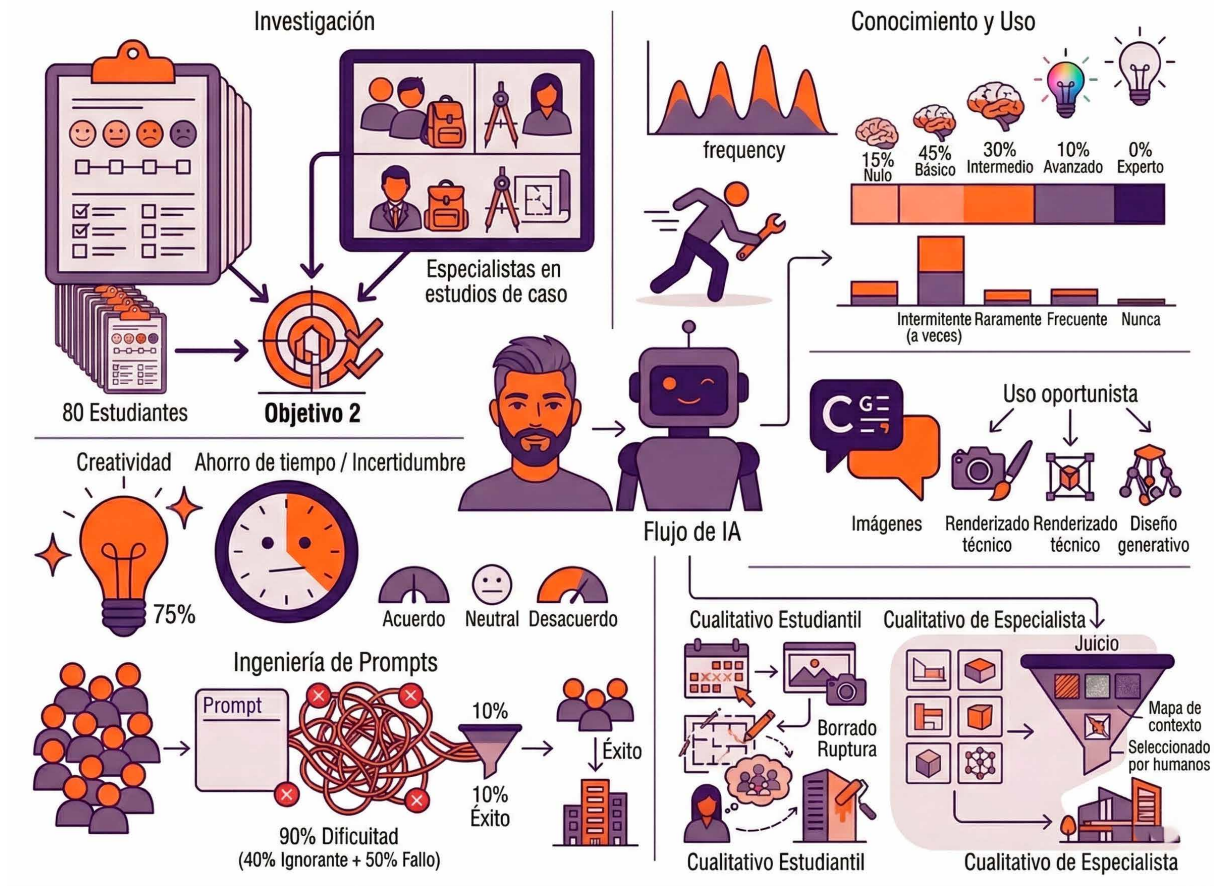 Investigación
80 Estudiantes
Objetivo 2
Especialistas en
estudios de caso
Conocimiento y Uso
frequency
15%
Nulo
45%
Básico
30%
Intermedio
10%
Avanzado
0%
Experto
Intermitente
(a veces)
Raramente
Frecuente
Nunca
Flujo de IA
Uso oportunista
Imágenes
Renderizado
técnico
Renderizado
técnico
Diseño
generativo
Creatividad
75%
Ahorro de tiempo / Incertidumbre
Acuerdo
Neutral
Desacuerdo
Ingeniería de Prompts
Prompt
90% Dificuitad
(40% Ignorante + 50% Fallo)
10%
10%
Éxito
Éxito
Cualitativo Estudiantil
Borrado
Ruptura
Cualitativo Estudiantil
Cualitativo de Especialista
Juicio
Mapa de
contexto
Seleccionado
por humanos
Cualitativo de Especialista